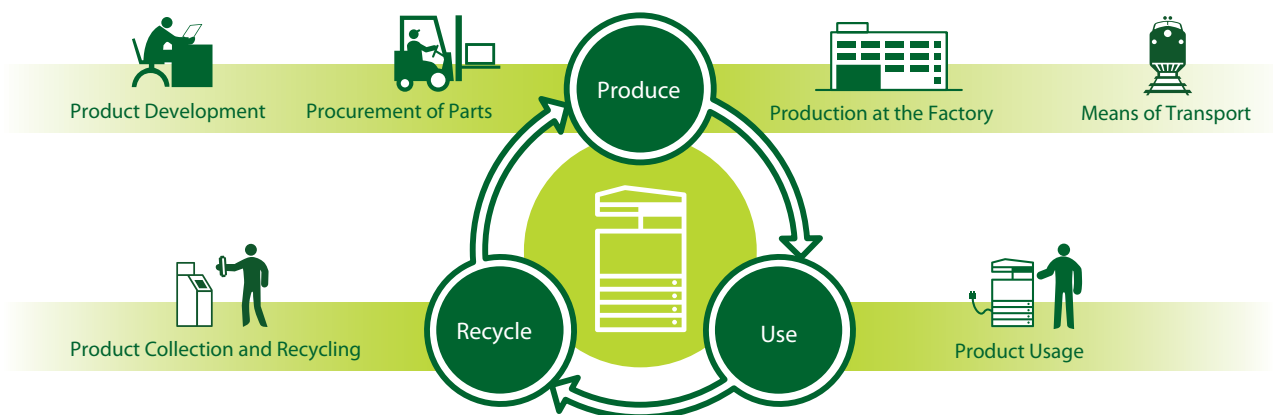 Product Development
Procurement of Parts
Produce
Production at the Factory
Means of Transport
Product Collection and Recycling
Recycle
Use
Product Usage